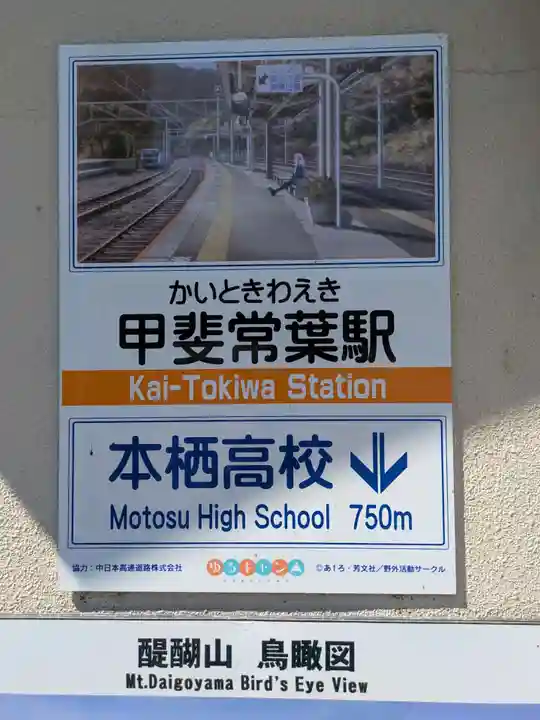 かいときわえき
甲斐常葉駅
Kai-Tokiwa Station
本栖高校
Motosu High School 750m
協力：中日本高速道路株式会社
ゆるキャン△
©あfろ・芳文社／野外活動サークル
醍醐山 鳥瞰図
Mt.Daigoyama Bird's Eye View